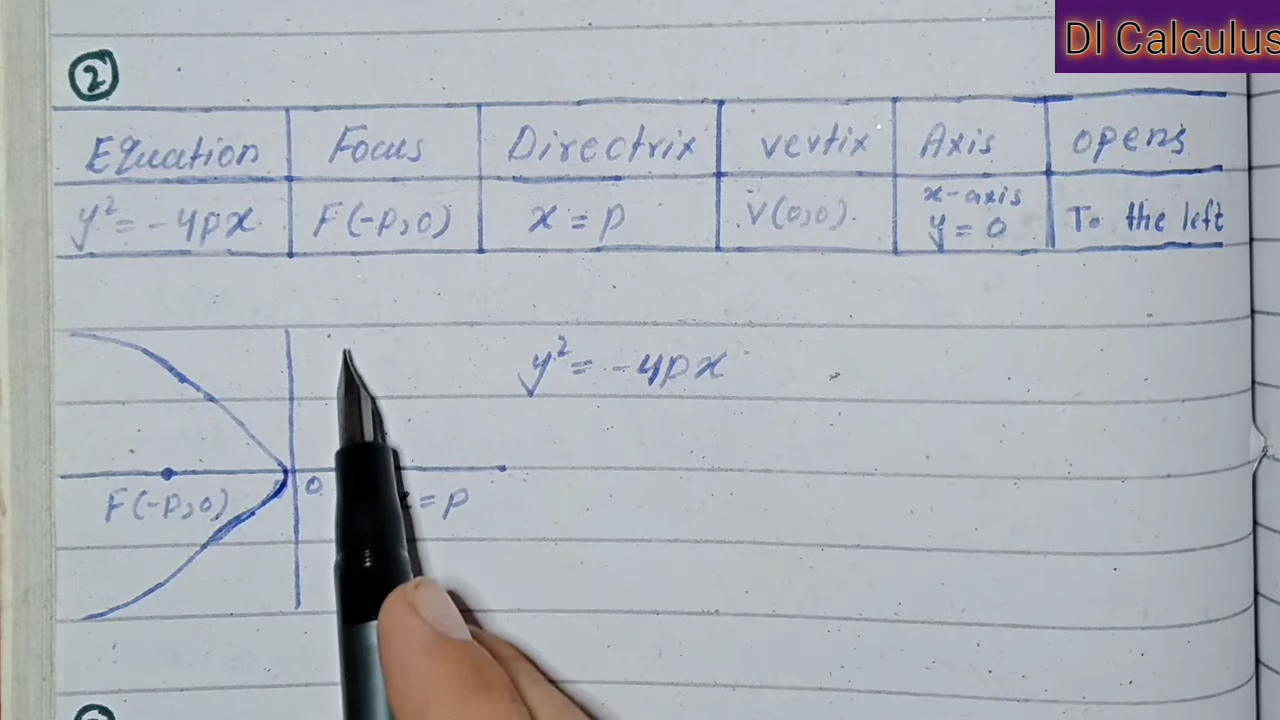 DI Calculus
2
Equation Focus Directrix vertix Axis opens
y² = -4px. F(-p,0) x = p V(0,0). x-axis y = 0 To the left
y² = -4px
0
F(-p,0) = p